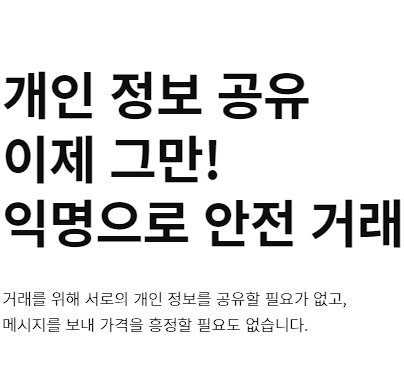 개인 정보 공유
이제 그만!
익명으로 안전 거래
거래를 위해 서로의 개인 정보를 공유할 필요가 없고,
메시지를 보내 가격을 흥정할 필요도 없습니다.